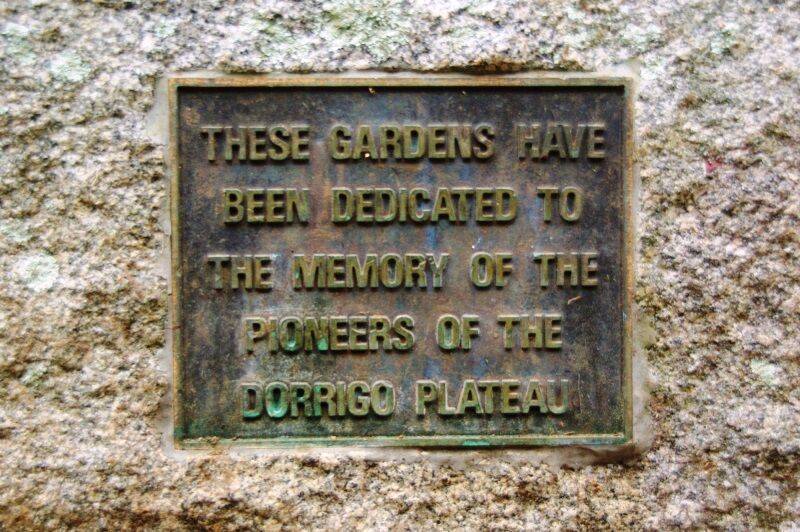 THESE GARDENS HAVE
BEEN DEDICATED TO
THE MEMORY OF THE
PIONEERS OF THE
DORRIGO PLATEAU